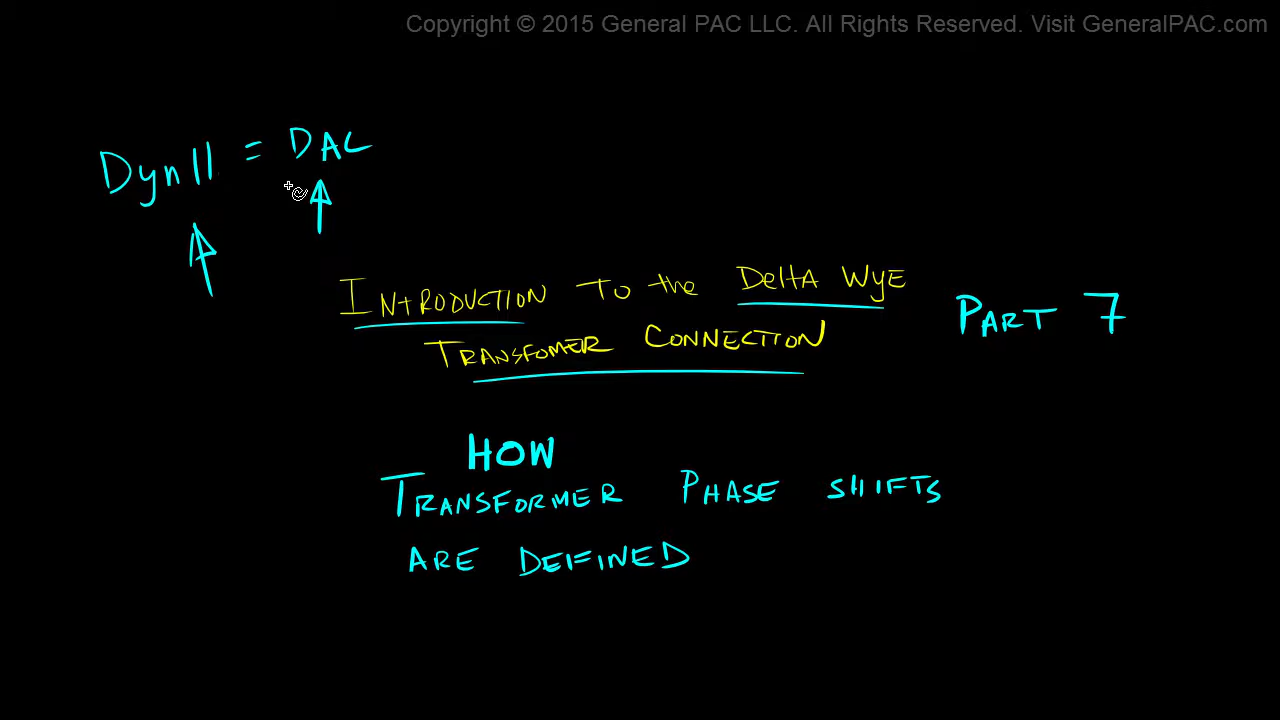 Copyright © 2015 General PAC LLC. All Rights Reserved. Visit GeneralPAC.com
Dyn11 = DAC
INTRODUCTION TO the DELTA WYE
TRANSFOMER CONNECTION
PART 7
HOW
TRANSFORMER PHASE SHIFTS
ARE DEFINED